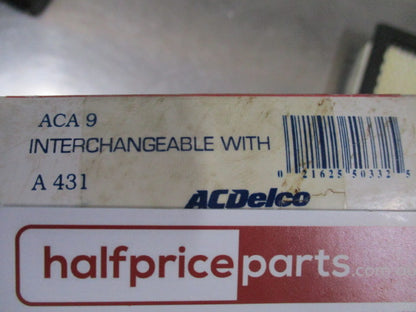 ACA 9
INTERCHANGEABLE WITH
A 431
0 21625 50332 5
ACDelco
halfpriceparts.com.au